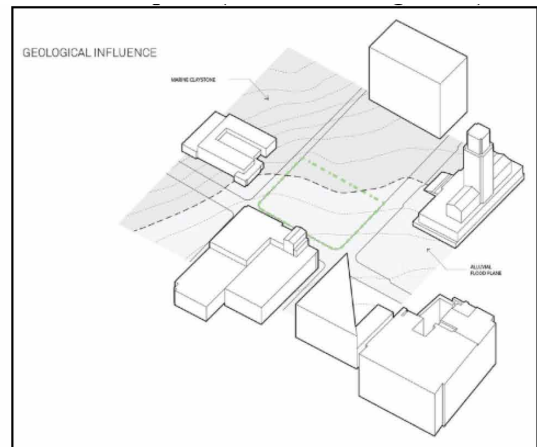 GEOLOGICAL INFLUENCE
MARINE CLAYSTONE
ALLUVIAL
FLOOD PLANE